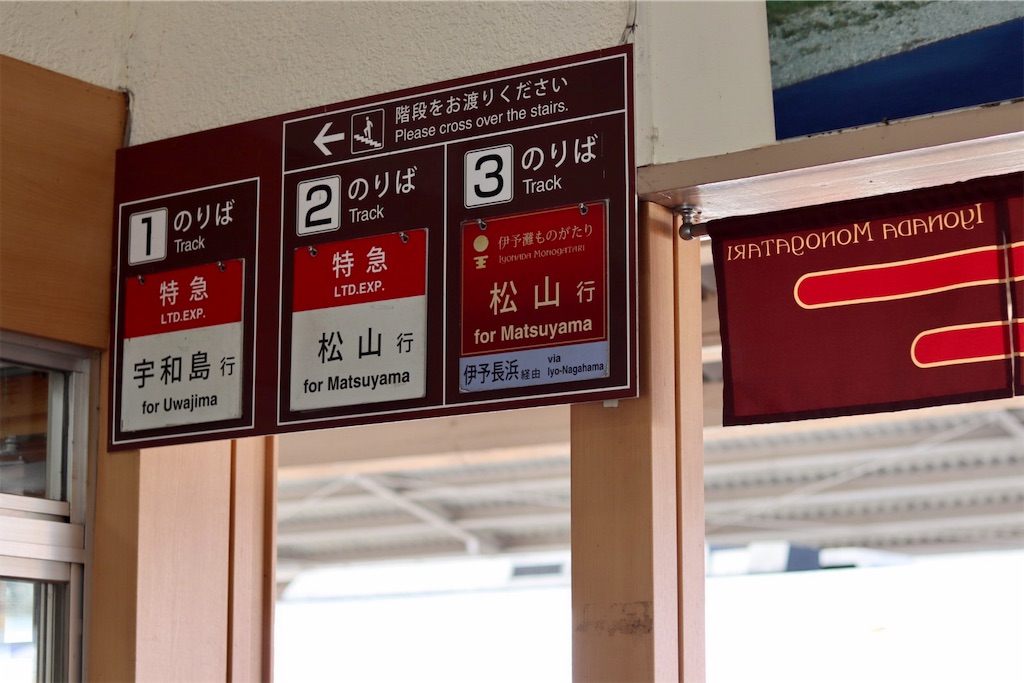 階段をお渡りください
Please cross over the stairs.
1 のりば
Track
特急
LTD.EXP.
宇和島 行
for Uwajima
2 のりば
Track
特急
LTD.EXP.
松山 行
for Matsuyama
3 のりば
Track
伊予灘ものがたり
IYONADA MONOGATARI
松山 行
for Matsuyama
伊予長浜 経由 via Iyo-Nagahama
IYONADA MONOGATARI